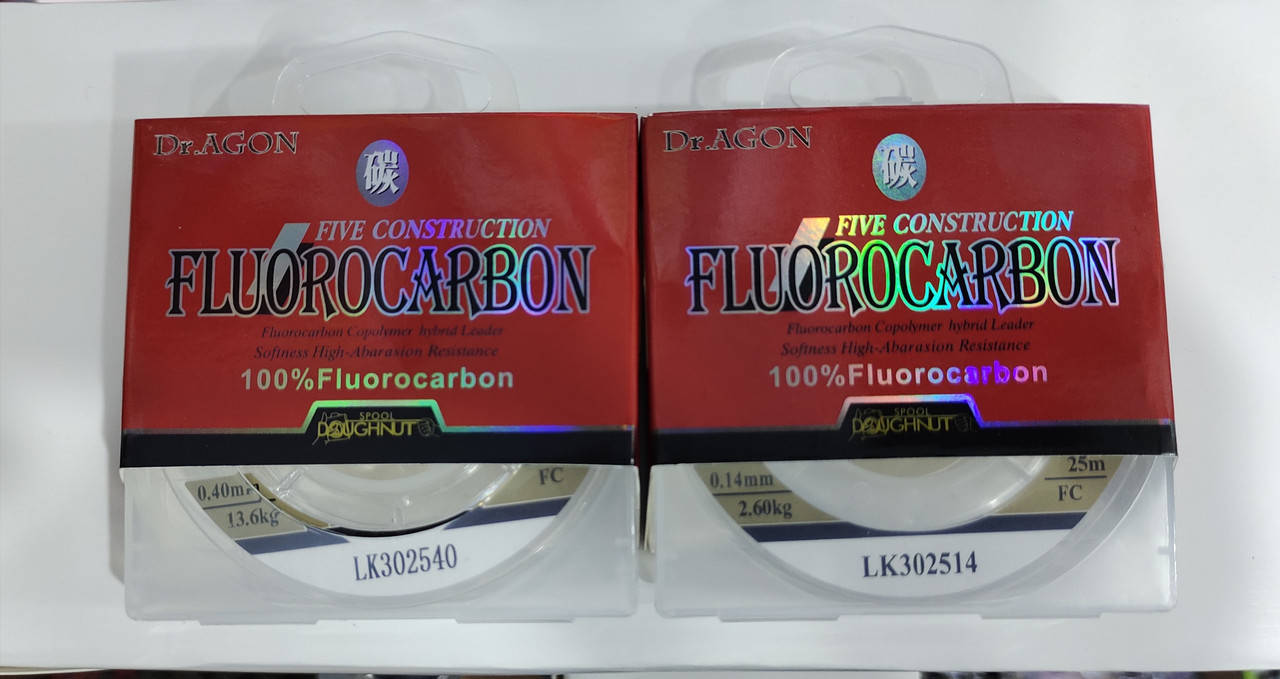 Dr.AGON
碳
FIVE CONSTRUCTION
FLUOROCARBON
Fluorocarbon Copolymer hybrid Leader
Softness High-Abarasion Resistance
100%Fluorocarbon
SPOOL
DOUGHNUT
0.40mm
13.6kg
FC
LK302540
Dr.AGON
碳
FIVE CONSTRUCTION
FLUOROCARBON
Fluorocarbon Copolymer hybrid Leader
Softness High-Abarasion Resistance
100%Fluorocarbon
SPOOL
DOUGHNUT
0.14mm
2.60kg
25m
FC
LK302514